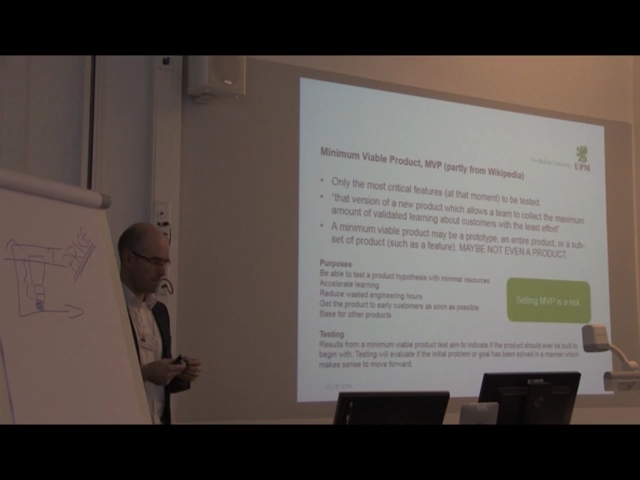 Minimum Viable Product, MVP (partly from Wikipedia)
UPM
• Only the most critical features (at that moment) to be tested.
• "that version of a new product which allows a team to collect the maximum
amount of validated learning about customers with the least effort"
• A minimum viable product may be a prototype, an entire product, or a sub-
set of product (such as a feature). MAYBE NOT EVEN A PRODUCT.
Purposes
Be able to test a product hypothesis with minimal resources
Accelerate learning
Reduce wasted engineering hours
Get the product to early customers as soon as possible
Base for other products
Selling MVP is a risk
Testing
Results from a minimum viable product test aim to indicate if the product should ever be built to
begin with. Testing will evaluate if the initial problem or goal has been solved in a manner which
makes sense to move forward.